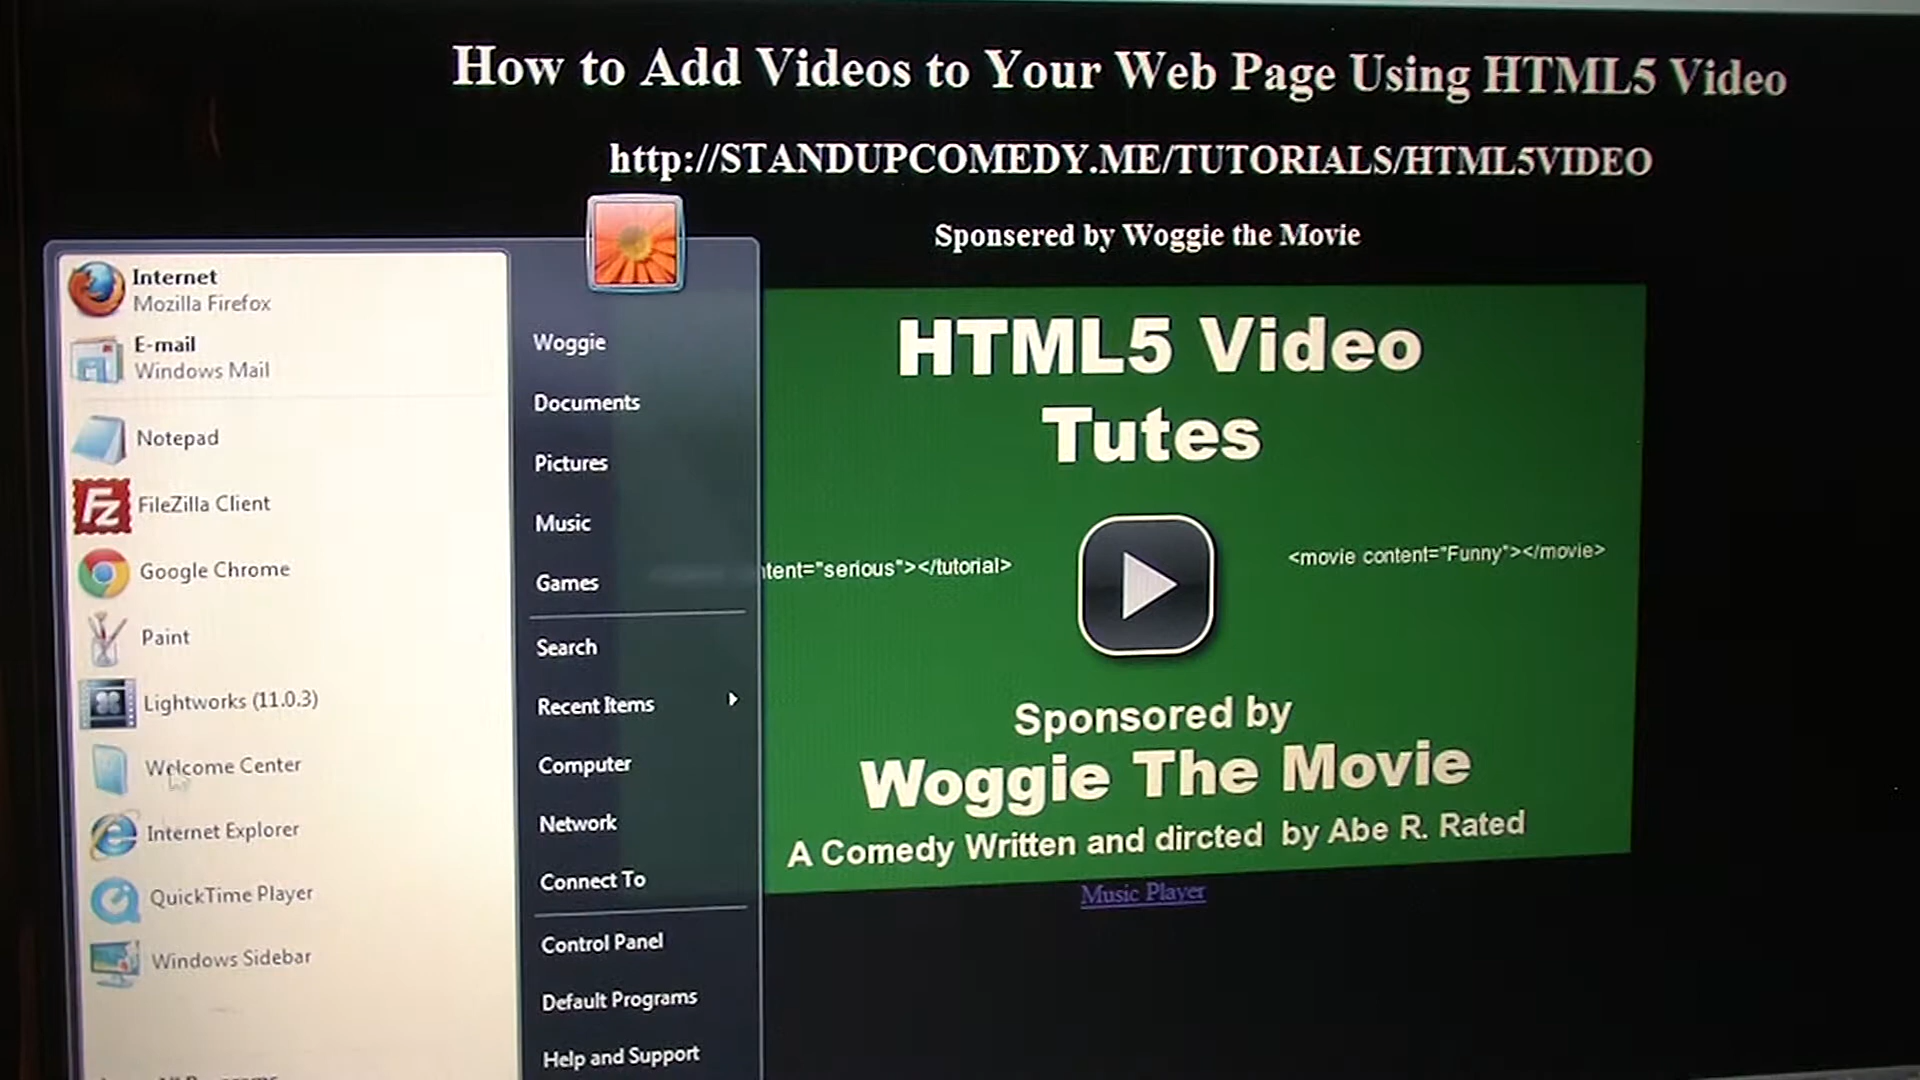 How to Add Videos to Your Web Page Using HTML5 Video
http://STANDUPCOMEDY.ME/TUTORIALS/HTML5VIDEO
Sponsered by Woggie the Movie
Internet
Mozilla Firefox
E-mail
Windows Mail
Notepad
FileZilla Client
Google Chrome
Paint
Lightworks (11.0.3)
Welcome Center
Internet Explorer
QuickTime Player
Windows Sidebar
Woggie
Documents
Pictures
Music
Games
Search
Recent Items
Computer
Network
Connect To
Control Panel
Default Programs
Help and Support
HTML5 Video
Tutes
tent="serious"></tutorial>
<movie content="Funny"></movie>
Sponsored by
Woggie The Movie
A Comedy Written and dircted by Abe R. Rated
Music Player